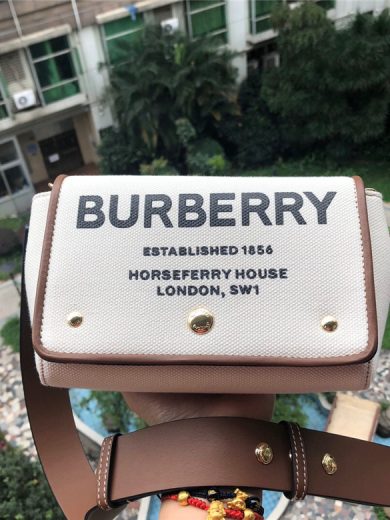 BURBERRY
ESTABLISHED 1856
HORSEFERRY HOUSE
LONDON, SW1